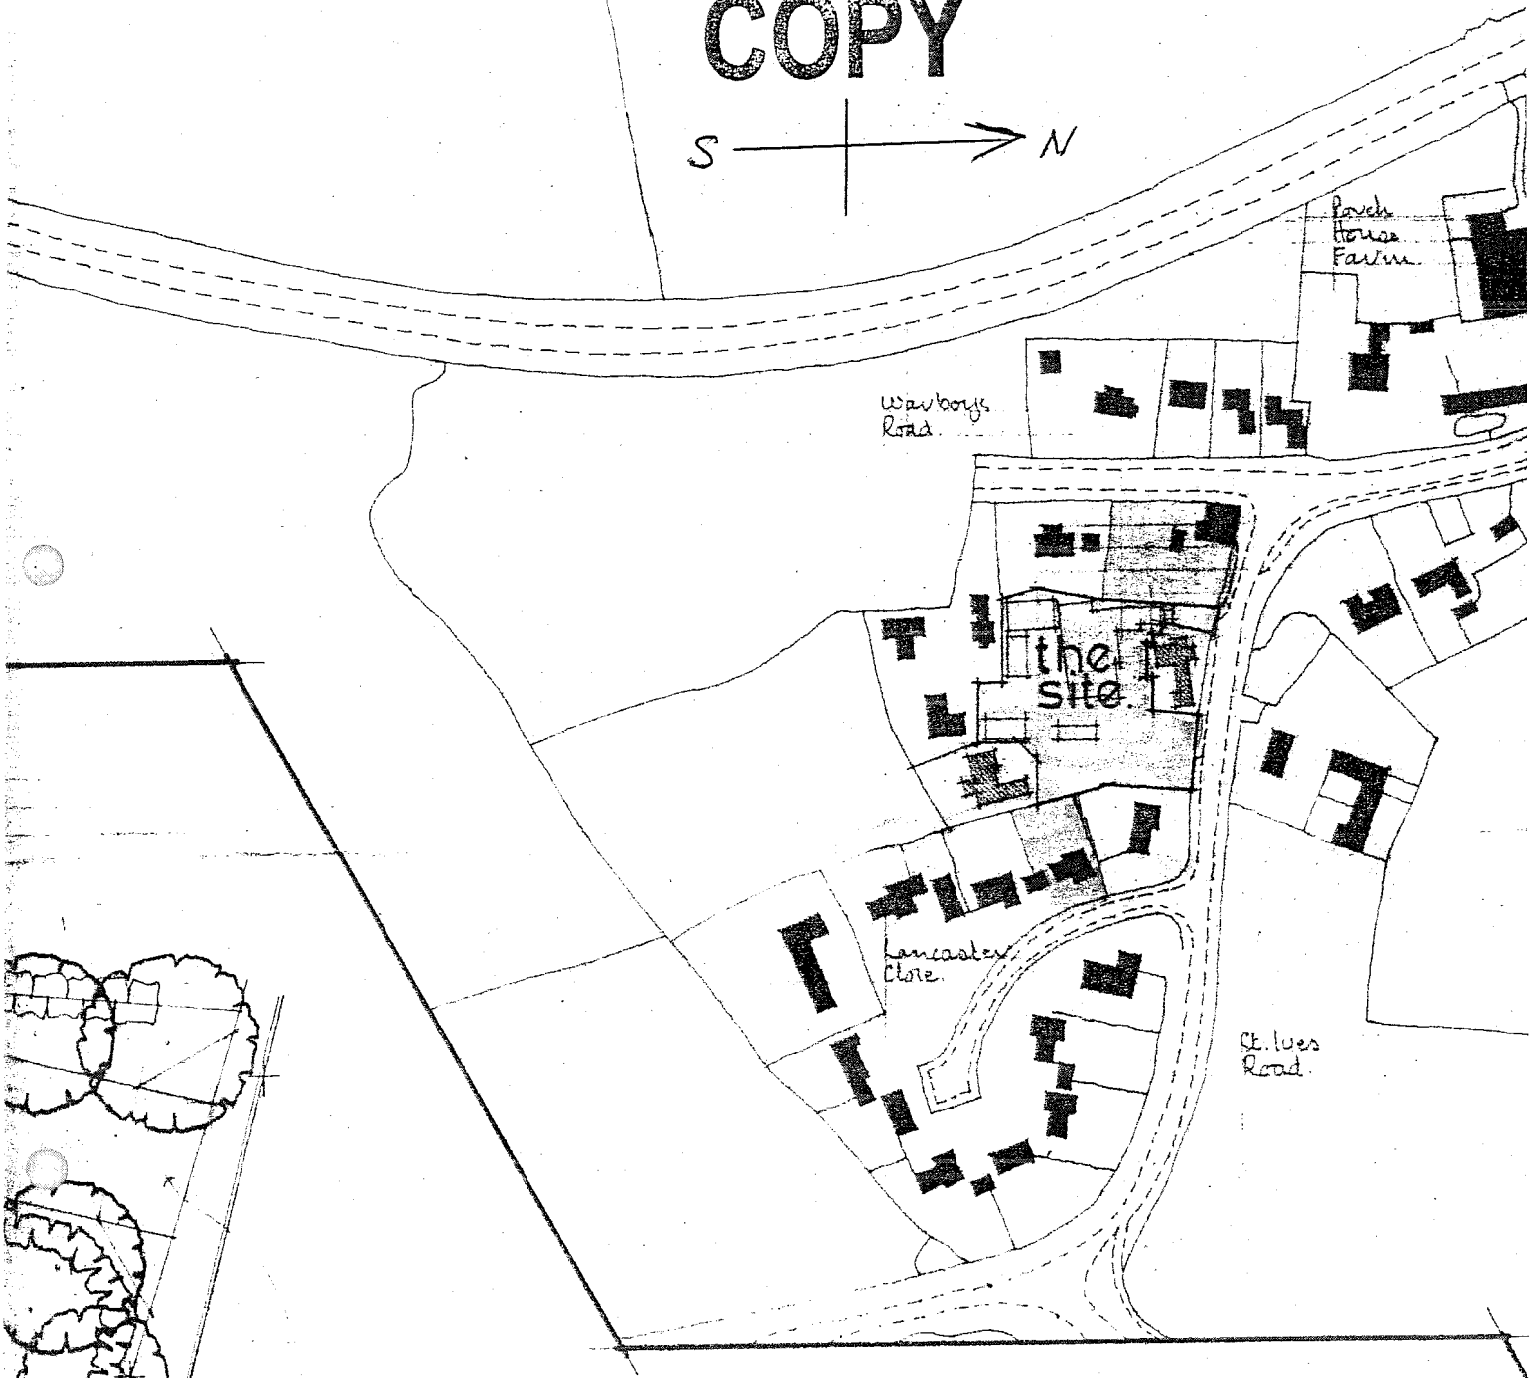 COPY
S N
Porch
House
Farm.
Warboys
Road.
the
site.
Lancaster
Close.
St. Ives
Road.